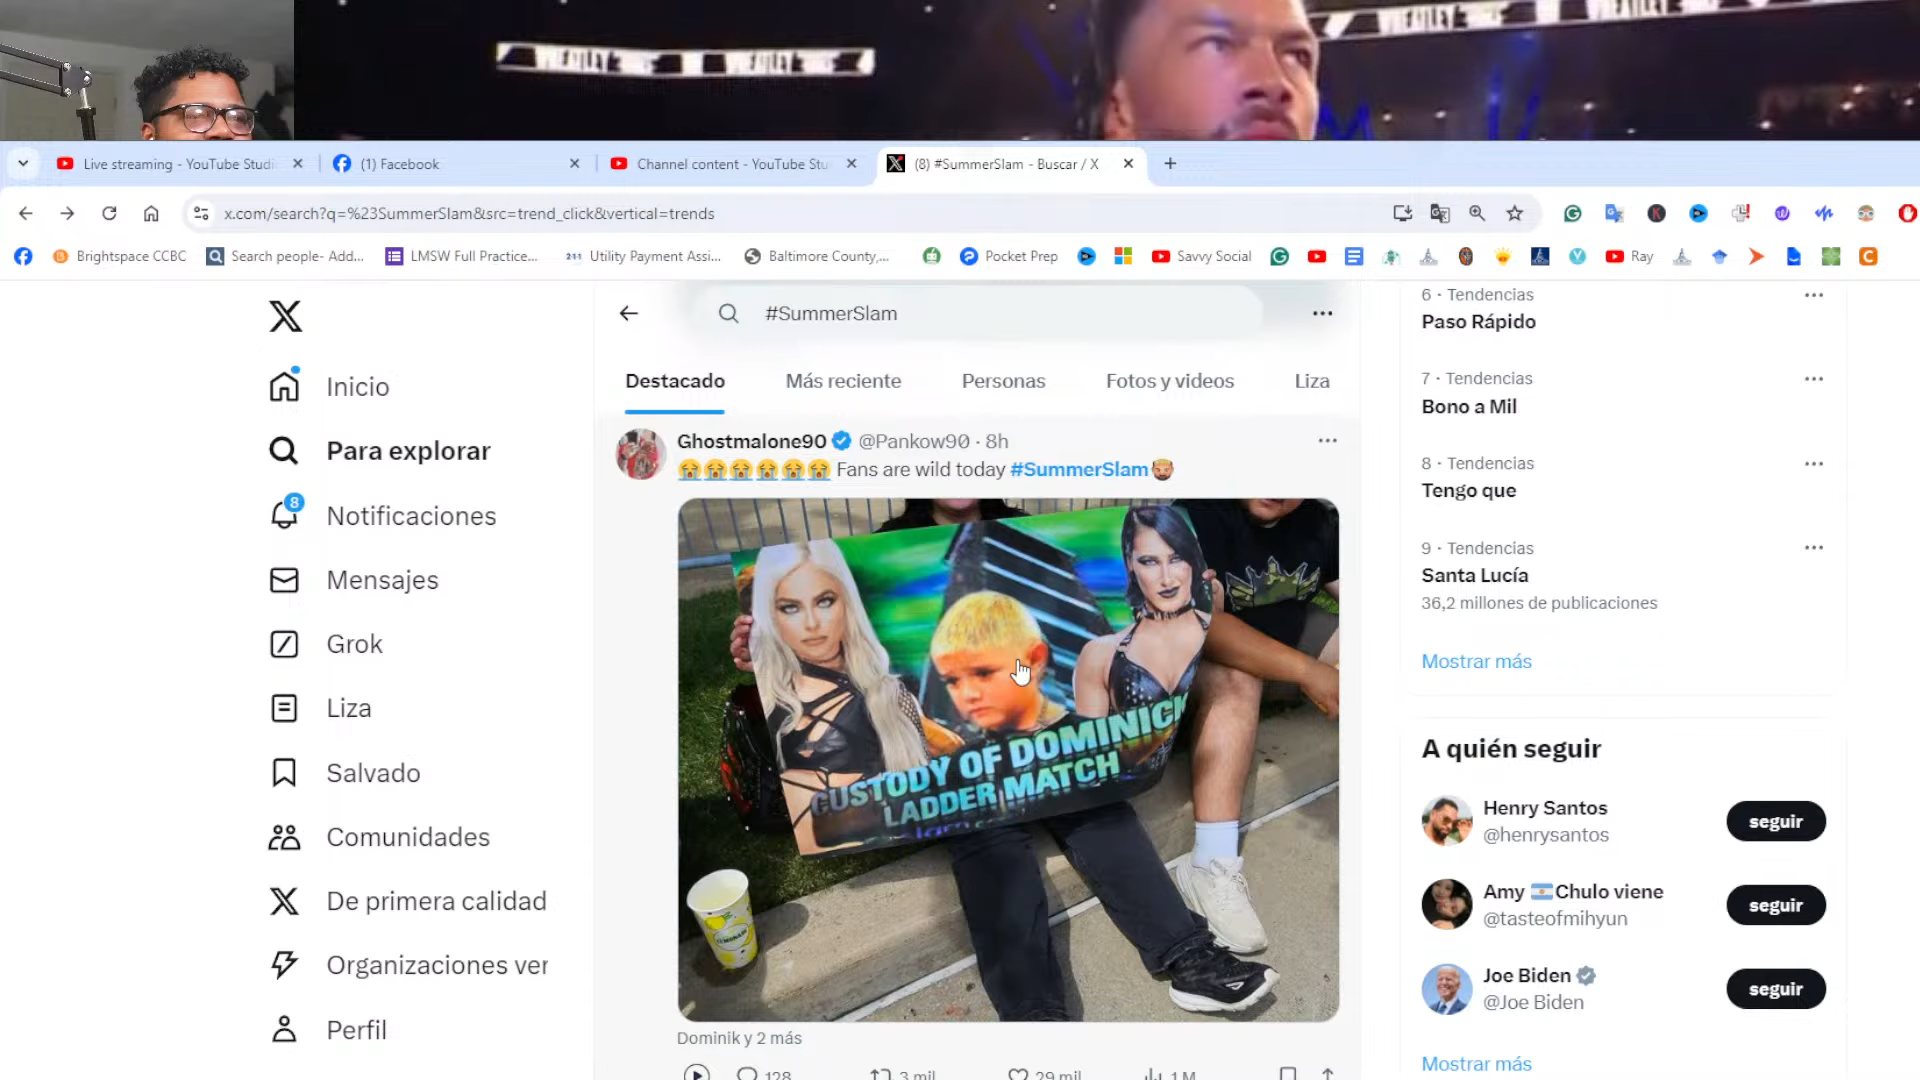 WHEATLEY
WHEATLEY
Live streaming - YouTube Studi
(1) Facebook
Channel content - YouTube Stu
(8) #SummerSlam - Buscar / X
x.com/search?q=%23SummerSlam&src=trend_click&vertical=trends
Brightspace CCBC
Search people- Add...
LMSW Full Practice...
Utility Payment Assi...
Baltimore County,...
Pocket Prep
Savvy Social
Ray
Inicio
Para explorar
8
Notificaciones
Mensajes
Grok
Liza
Salvado
Comunidades
De primera calidad
Organizaciones ver
Perfil
#SummerSlam
Destacado
Más reciente
Personas
Fotos y videos
Liza
Ghostmalone90 @Pankow90 · 8h
😭😭😭😭😭😭 Fans are wild today #SummerSlam
CUSTODY OF DOMINICK
LADDER MATCH
LEMONADE
Dominik y 2 más
128
3 mil
29 mil
1 M
6 · Tendencias
Paso Rápido
7 · Tendencias
Bono a Mil
8 · Tendencias
Tengo que
9 · Tendencias
Santa Lucía
36,2 millones de publicaciones
Mostrar más
A quién seguir
Henry Santos
@henrysantos
seguir
Amy 🇦🇷Chulo viene
@tasteofmihyun
seguir
Joe Biden
@Joe Biden
seguir
Mostrar más